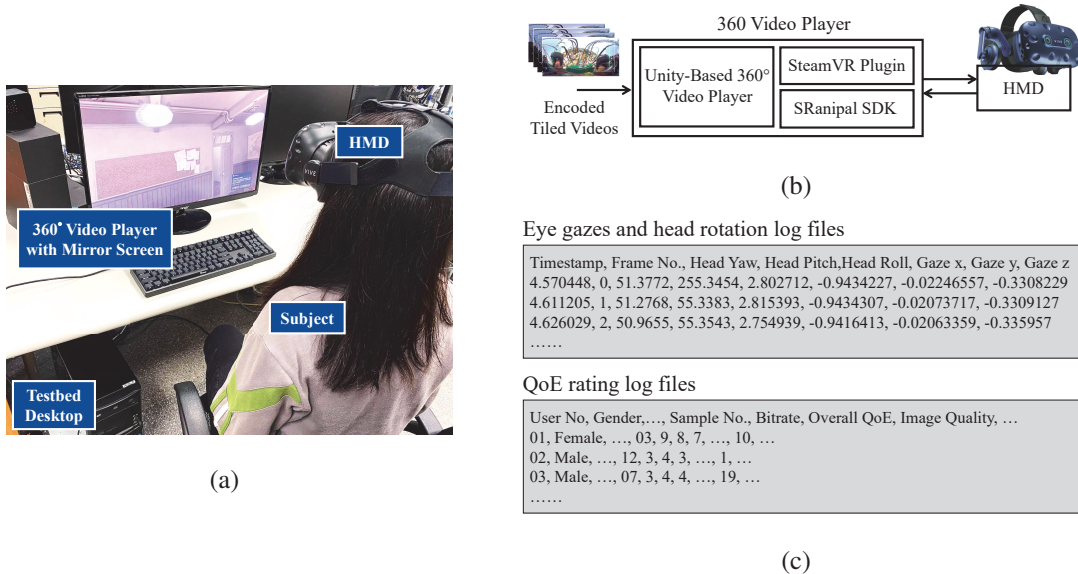 HMD
360° Video Player
with Mirror Screen
Subject
Testbed
Desktop
VIVE
(a)
360 Video Player
Unity-Based 360°
Video Player
SteamVR Plugin
SRanipal SDK
Encoded
Tiled Videos
HMD
(b)
Eye gazes and head rotation log files
Timestamp, Frame No., Head Yaw, Head Pitch,Head Roll, Gaze x, Gaze y, Gaze z
4.570448, 0, 51.3772, 255.3454, 2.802712, -0.9434227, -0.02246557, -0.3308229
4.611205, 1, 51.2768, 55.3383, 2.815393, -0.9434307, -0.02073717, -0.3309127
4.626029, 2, 50.9655, 55.3543, 2.754939, -0.9416413, -0.02063359, -0.335957
……
QoE rating log files
User No, Gender,…, Sample No., Bitrate, Overall QoE, Image Quality, …
01, Female, …, 03, 9, 8, 7, …, 10, …
02, Male, …, 12, 3, 4, 3, …, 1, …
03, Male, …, 07, 3, 4, 4, …, 19, …
……
(c)